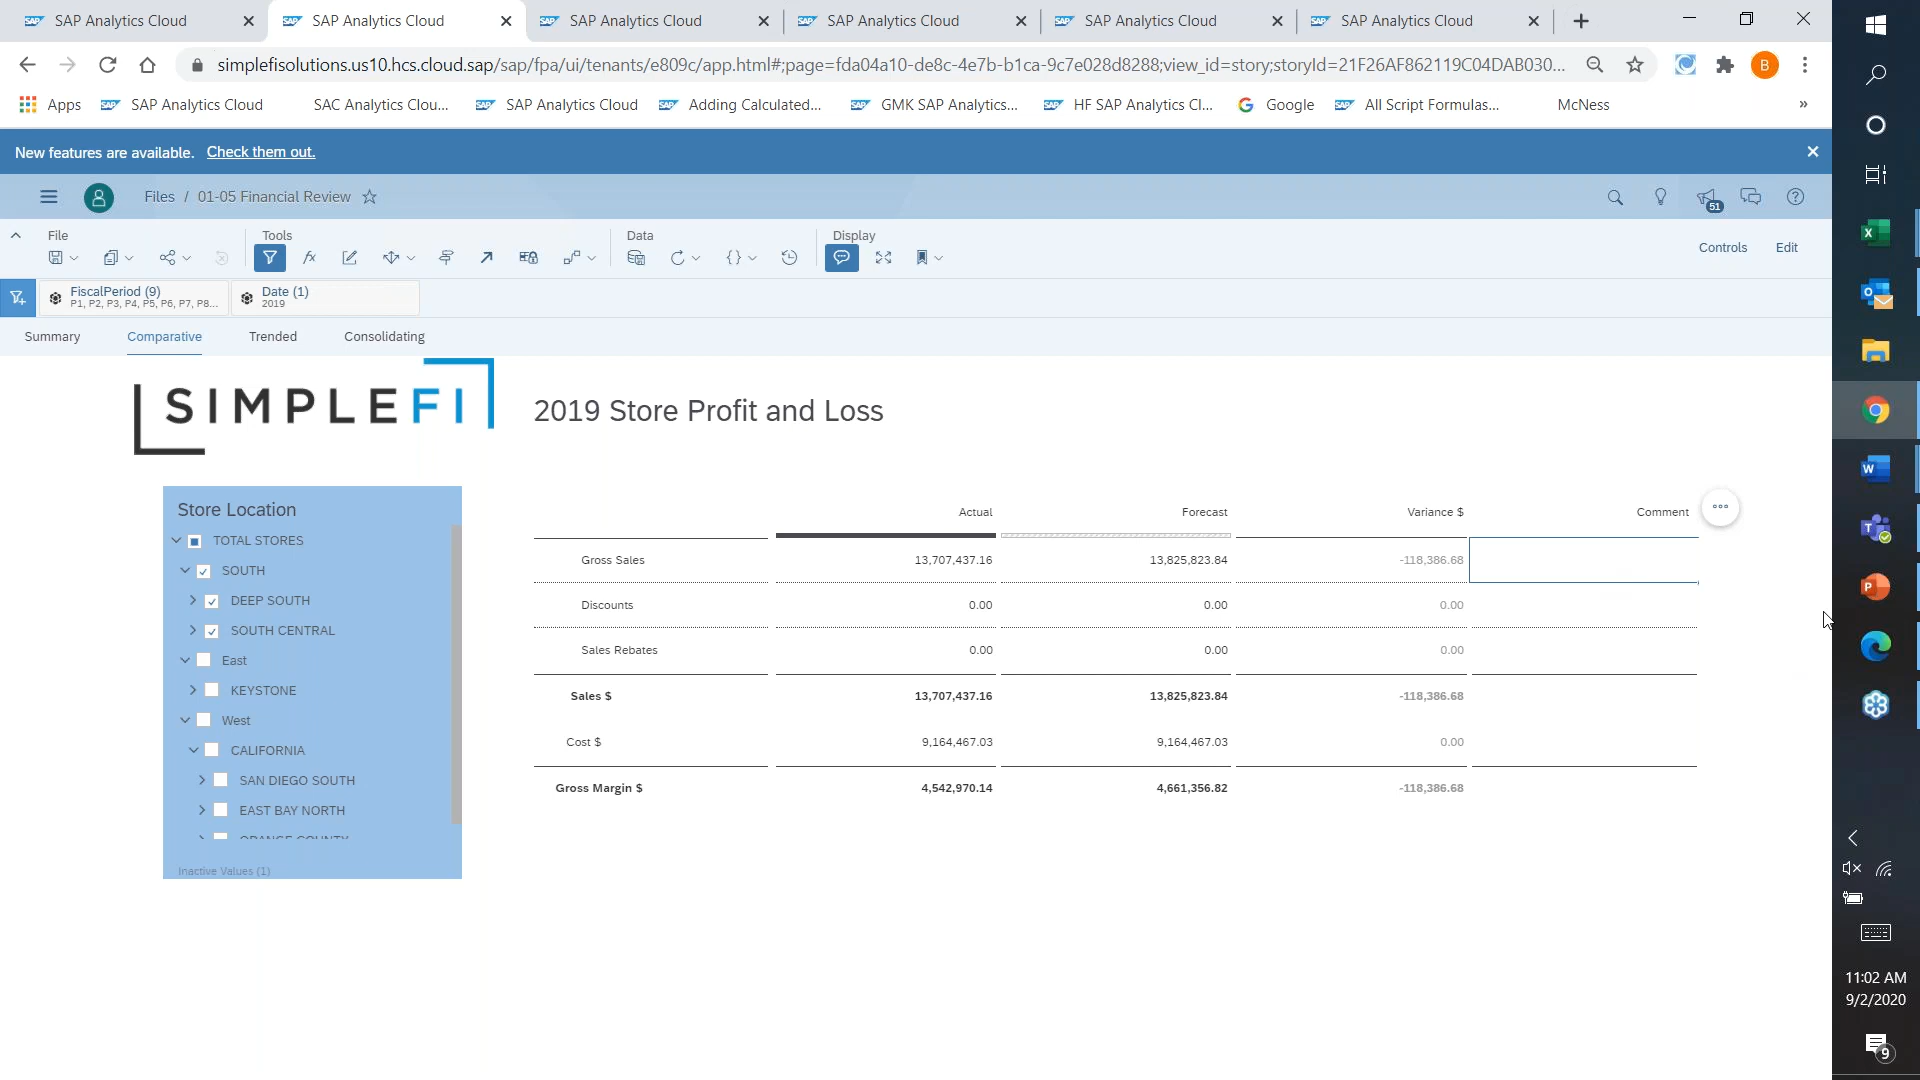 SAP Analytics Cloud
SAP Analytics Cloud
SAP Analytics Cloud
SAP Analytics Cloud
SAP Analytics Cloud
SAP Analytics Cloud
simplefisolutions.us10.hcs.cloud.sap/sap/fpa/ui/tenants/e809c/app.html#;page=fda04a10-de8c-4e7b-b1ca-9c7e028d8288;view_id=story;storyId=21F26AF862119C04DAB030...
B
Apps
SAP Analytics Cloud
SAC Analytics Clou...
SAP Analytics Cloud
Adding Calculated...
GMK SAP Analytics...
HF SAP Analytics Cl...
Google
All Script Formulas...
McNess
New features are available. Check them out.
Files / 01-05 Financial Review
51
File
Tools
Data
Display
Controls
Edit
FiscalPeriod (9)
P1, P2, P3, P4, P5, P6, P7, P8...
Date (1)
2019
Summary
Comparative
Trended
Consolidating
SIMPLEFI
2019 Store Profit and Loss
Store Location
TOTAL STORES
SOUTH
DEEP SOUTH
SOUTH CENTRAL
East
KEYSTONE
West
CALIFORNIA
SAN DIEGO SOUTH
EAST BAY NORTH
ORANGE COUNTY
Inactive Values (1)
Actual Forecast Variance $ Comment
Gross Sales 13,707,437.16 13,825,823.84 -118,386.68
Discounts 0.00 0.00 0.00
Sales Rebates 0.00 0.00 0.00
Sales $ 13,707,437.16 13,825,823.84 -118,386.68
Cost $ 9,164,467.03 9,164,467.03 0.00
Gross Margin $ 4,542,970.14 4,661,356.82 -118,386.68
11:02 AM
9/2/2020
9